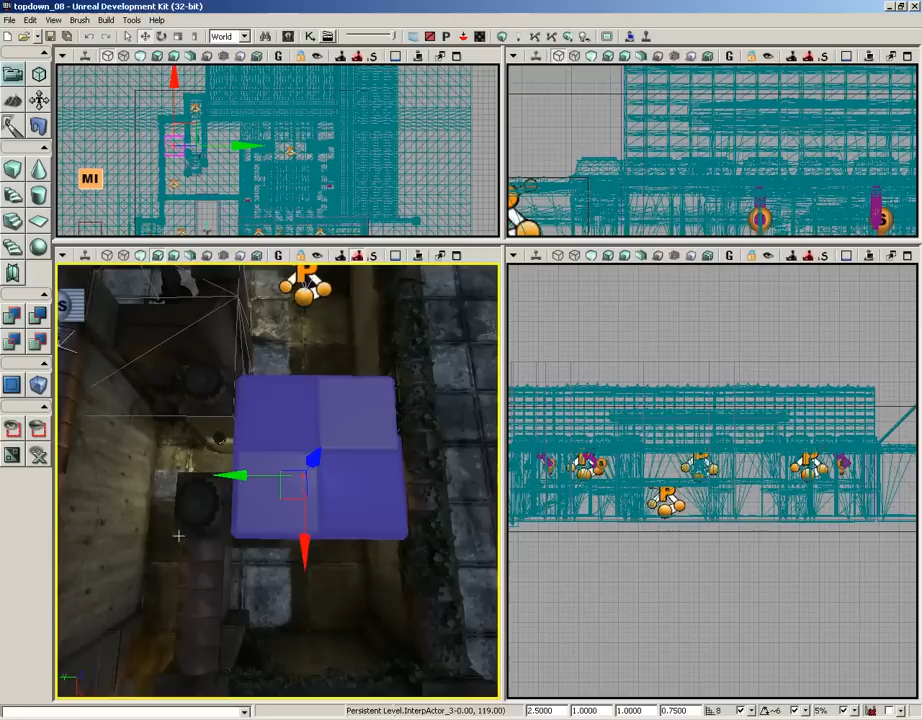 topdown_08 - Unreal Development Kit (32-bit)
File Edit View Brush Build Tools Help
World
G
G
MI
S
G
G
P
S
P
P
P
P
Persistent Level.InterpActor_3-0.00, 119.00)
2.5000
1.0000
1.0000
0.7500
8
~6
5%